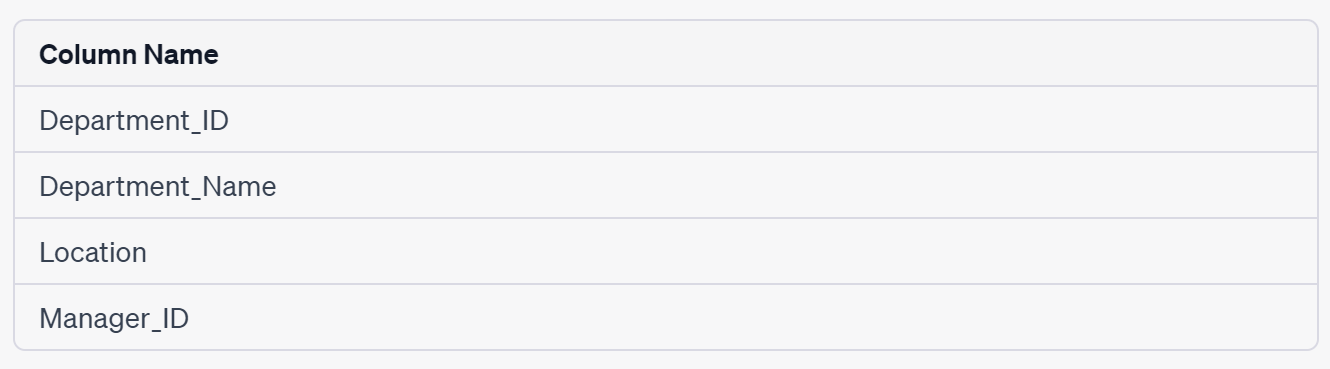 Column Name
Department_ID
Department_Name
Location
Manager_ID